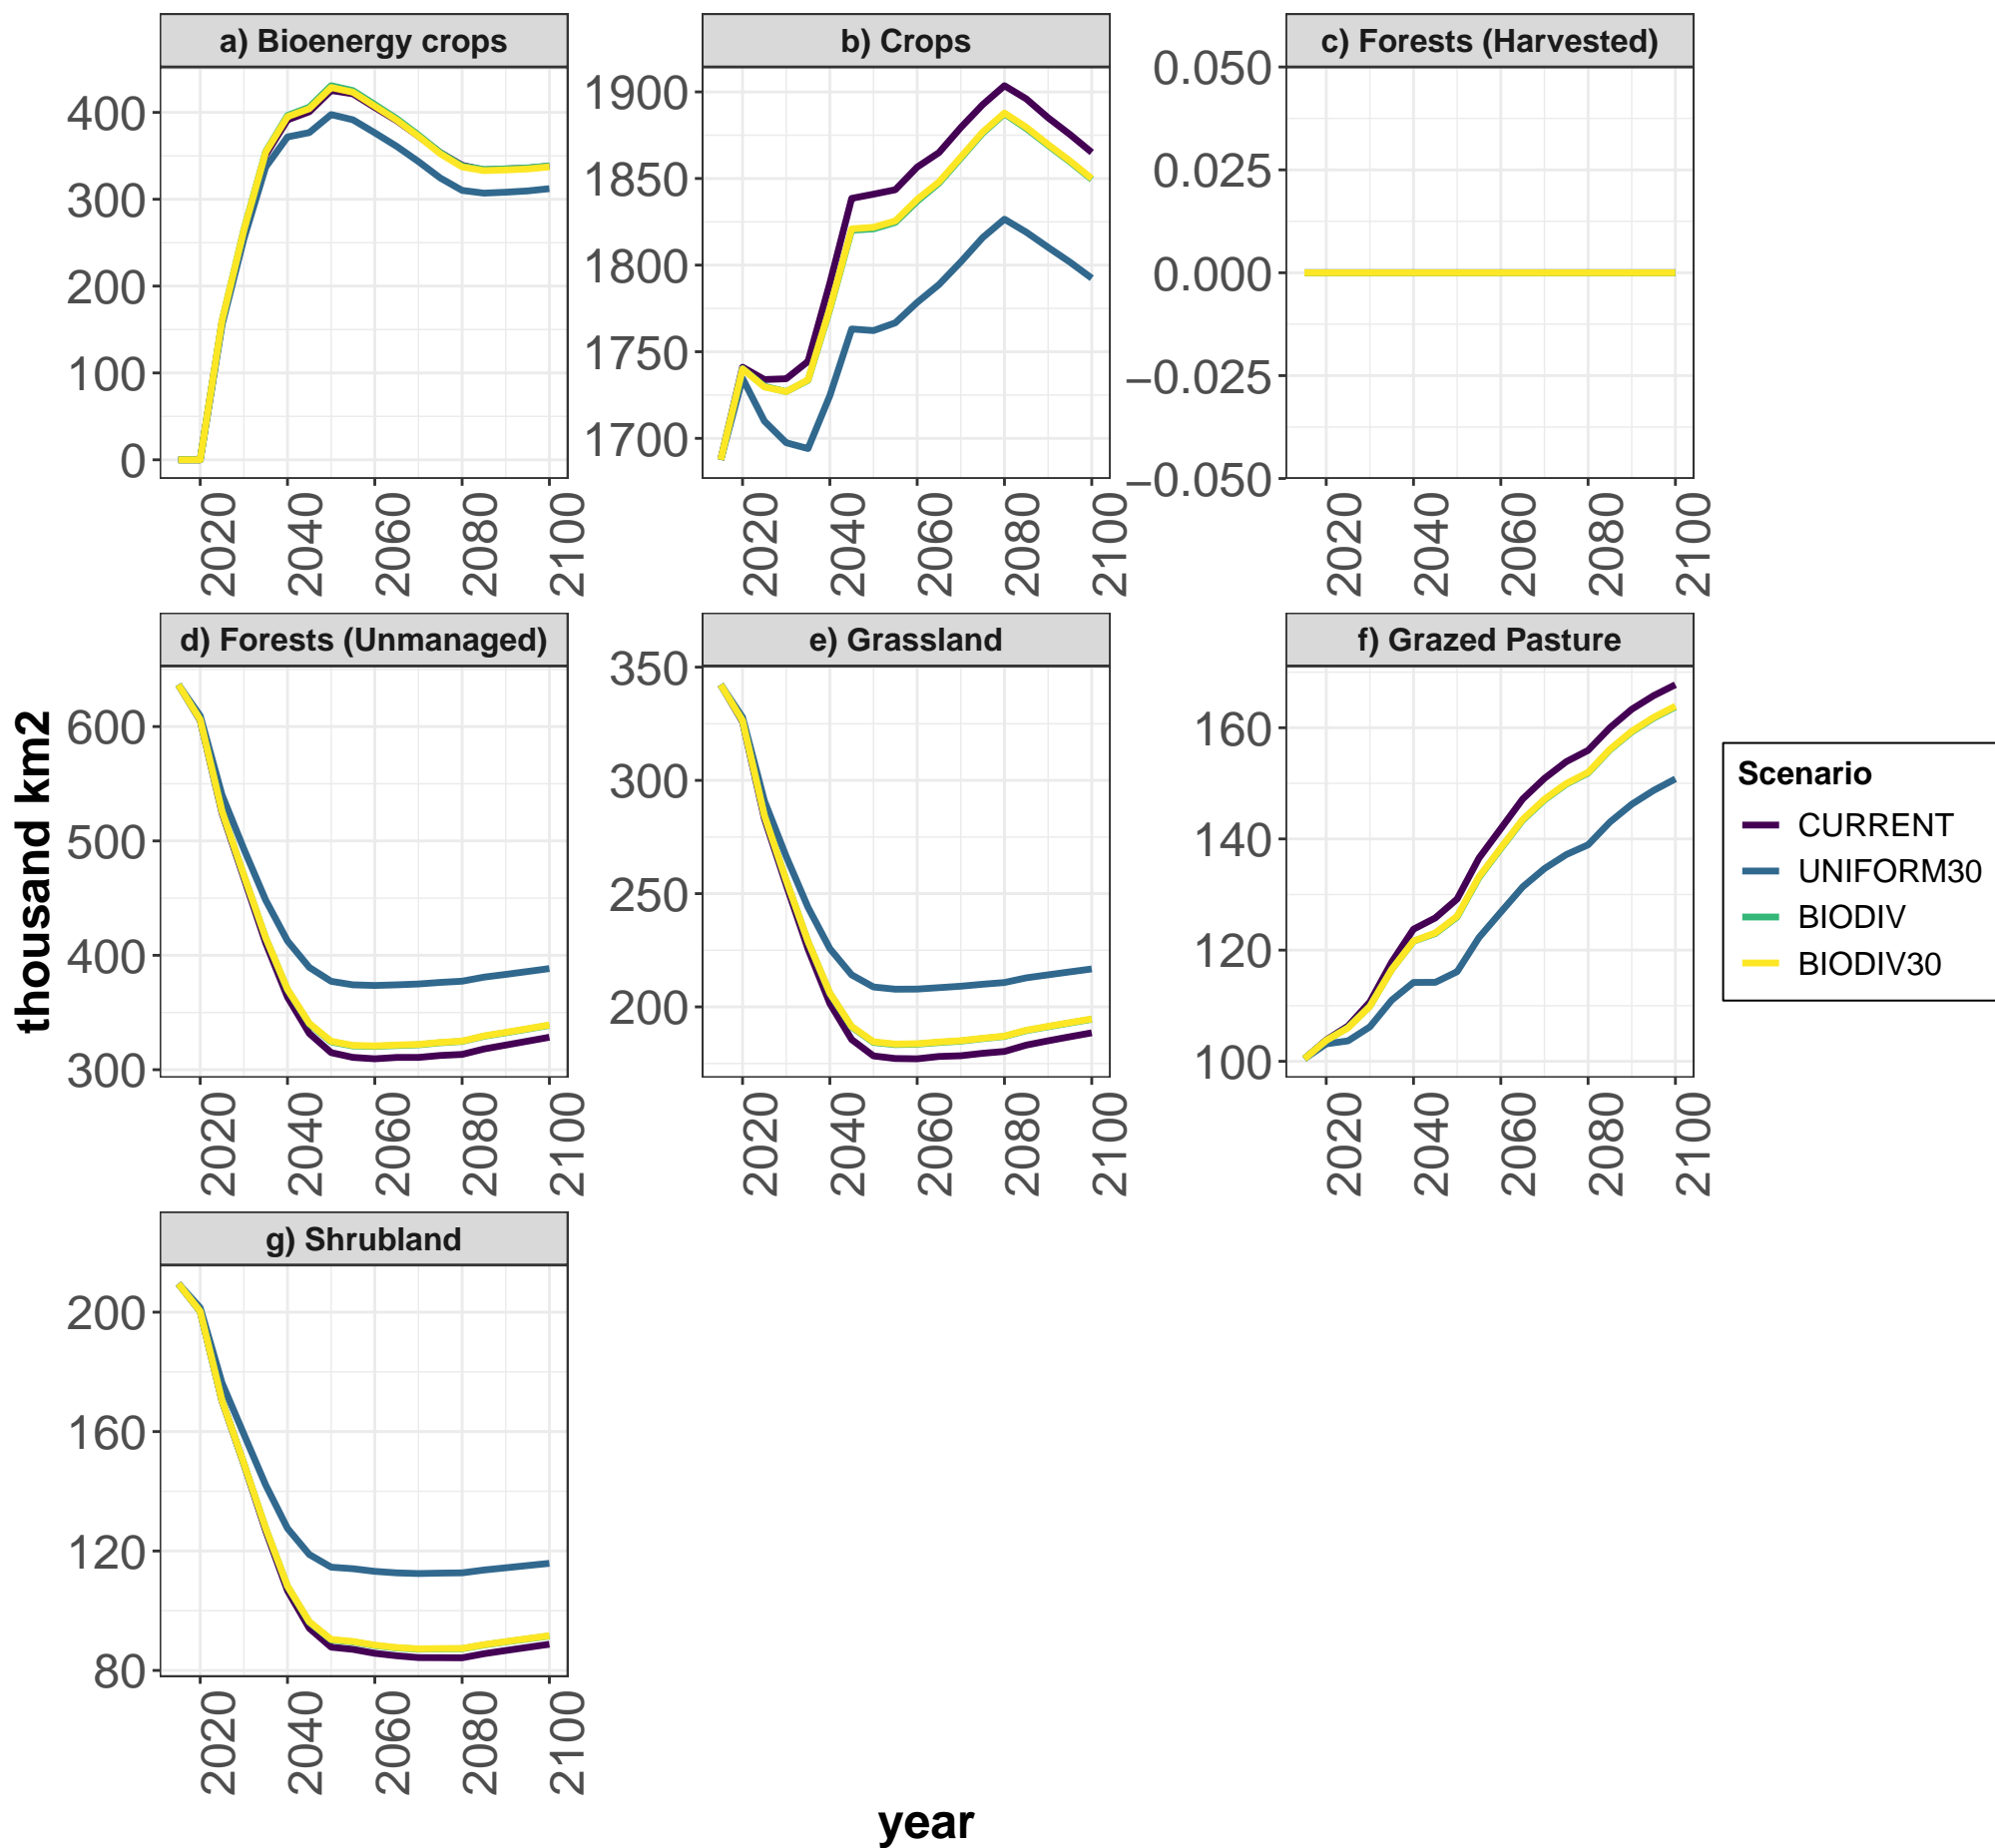 a) Bioenergy crops
b) Crops
c) Forests (Harvested)
400
300
200
100
0
1900
1850
1800
1750
1700
0.050
0.025
0.000
−0.025
−0.050
2020 2040 2060 2080 2100
2020 2040 2060 2080 2100
2020 2040 2060 2080 2100
d) Forests (Unmanaged)
e) Grassland
f) Grazed Pasture
600
500
400
300
350
300
250
200
160
140
120
100
2020 2040 2060 2080 2100
2020 2040 2060 2080 2100
2020 2040 2060 2080 2100
g) Shrubland
200
160
120
80
2020 2040 2060 2080 2100
thousand km2
year
Scenario
CURRENT
UNIFORM30
BIODIV
BIODIV30